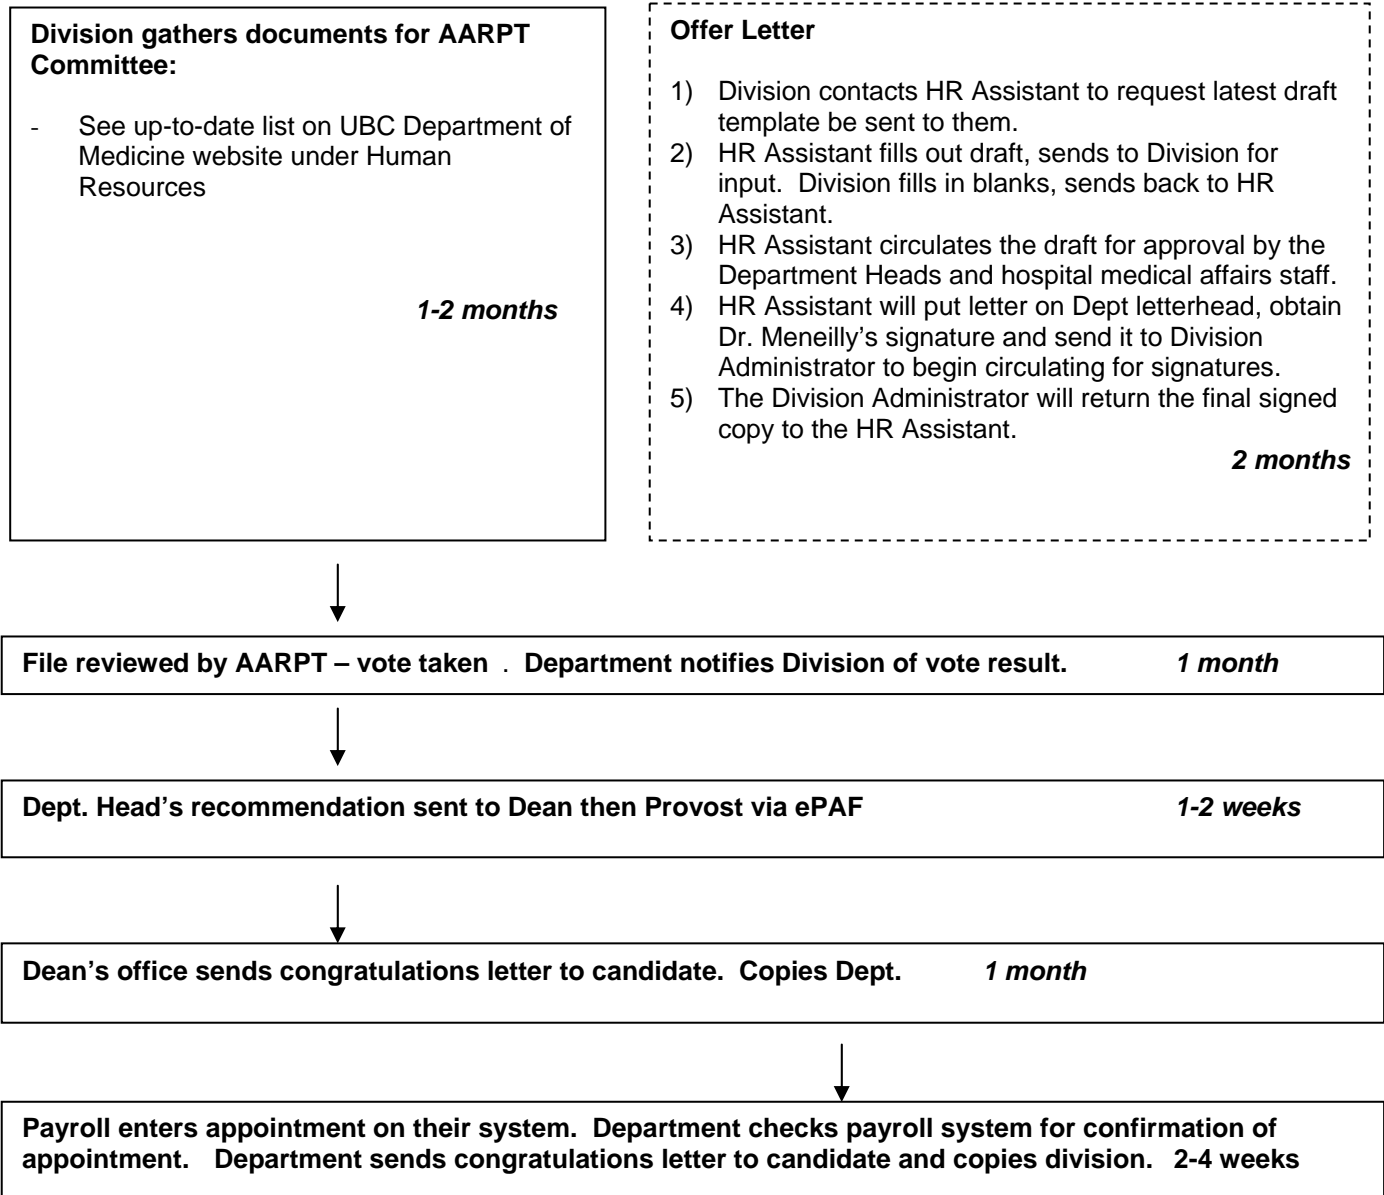 Division gathers documents for AARPT
Committee:
- See up-to-date list on UBC Department of
Medicine website under Human
Resources
1-2 months
Offer Letter
1) Division contacts HR Assistant to request latest draft
template be sent to them.
2) HR Assistant fills out draft, sends to Division for
input. Division fills in blanks, sends back to HR
Assistant.
3) HR Assistant circulates the draft for approval by the
Department Heads and hospital medical affairs staff.
4) HR Assistant will put letter on Dept letterhead, obtain
Dr. Meneilly’s signature and send it to Division
Administrator to begin circulating for signatures.
5) The Division Administrator will return the final signed
copy to the HR Assistant.
2 months
File reviewed by AARPT – vote taken . Department notifies Division of vote result. 1 month
Dept. Head’s recommendation sent to Dean then Provost via ePAF 1-2 weeks
Dean’s office sends congratulations letter to candidate. Copies Dept. 1 month
Payroll enters appointment on their system. Department checks payroll system for confirmation of
appointment. Department sends congratulations letter to candidate and copies division. 2-4 weeks